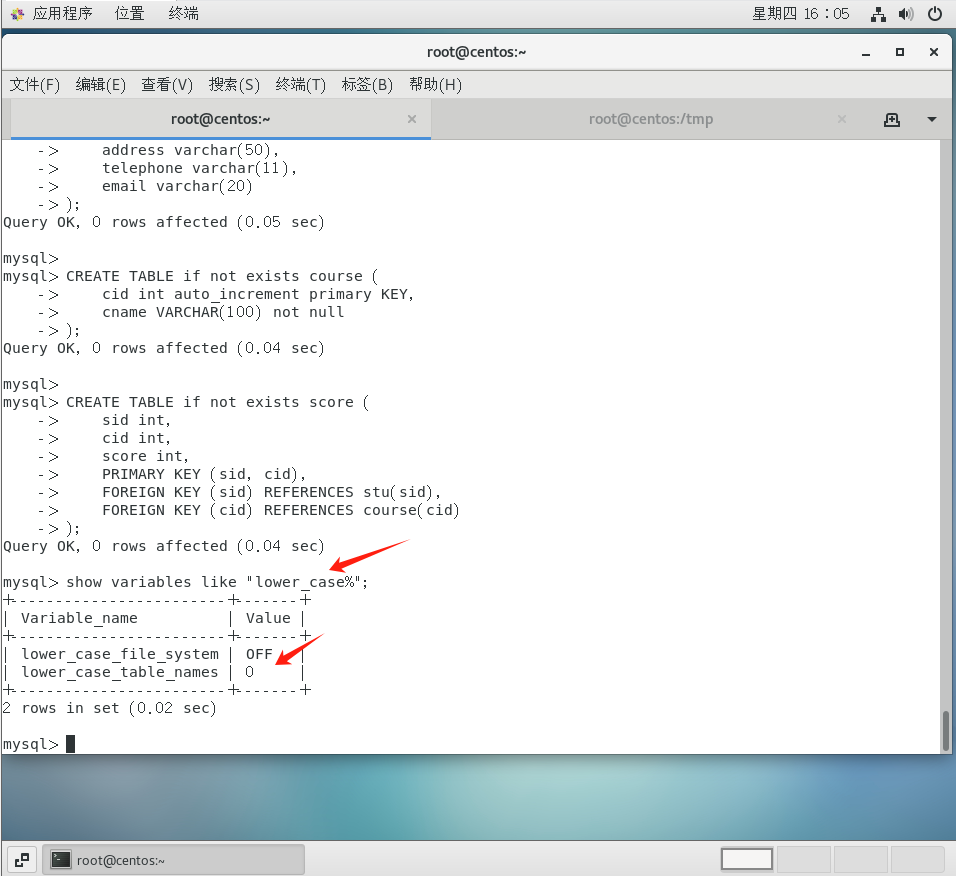 应用程序 位置 终端 星期四 16：05
root@centos:~
文件(F) 编辑(E) 查看(V) 搜索(S) 终端(T) 标签(B) 帮助(H)
root@centos:~ × root@centos:/tmp ×
    ->     address varchar(50),
    ->     telephone varchar(11),
    ->     email varchar(20)
    -> );
Query OK, 0 rows affected (0.05 sec)
mysql>
mysql> CREATE TABLE if not exists course (
    ->     cid int auto_increment primary KEY,
    ->     cname VARCHAR(100) not null
    -> );
Query OK, 0 rows affected (0.04 sec)
mysql>
mysql> CREATE TABLE if not exists score (
    ->     sid int,
    ->     cid int,
    ->     score int,
    ->     PRIMARY KEY (sid, cid),
    ->     FOREIGN KEY (sid) REFERENCES stu(sid),
    ->     FOREIGN KEY (cid) REFERENCES course(cid)
    -> );
Query OK, 0 rows affected (0.04 sec)
mysql> show variables like "lower_case%";
+------------------------+-------+
| Variable_name          | Value |
+------------------------+-------+
| lower_case_file_system | OFF   |
| lower_case_table_names | 0     |
+------------------------+-------+
2 rows in set (0.02 sec)
mysql>
root@centos:~